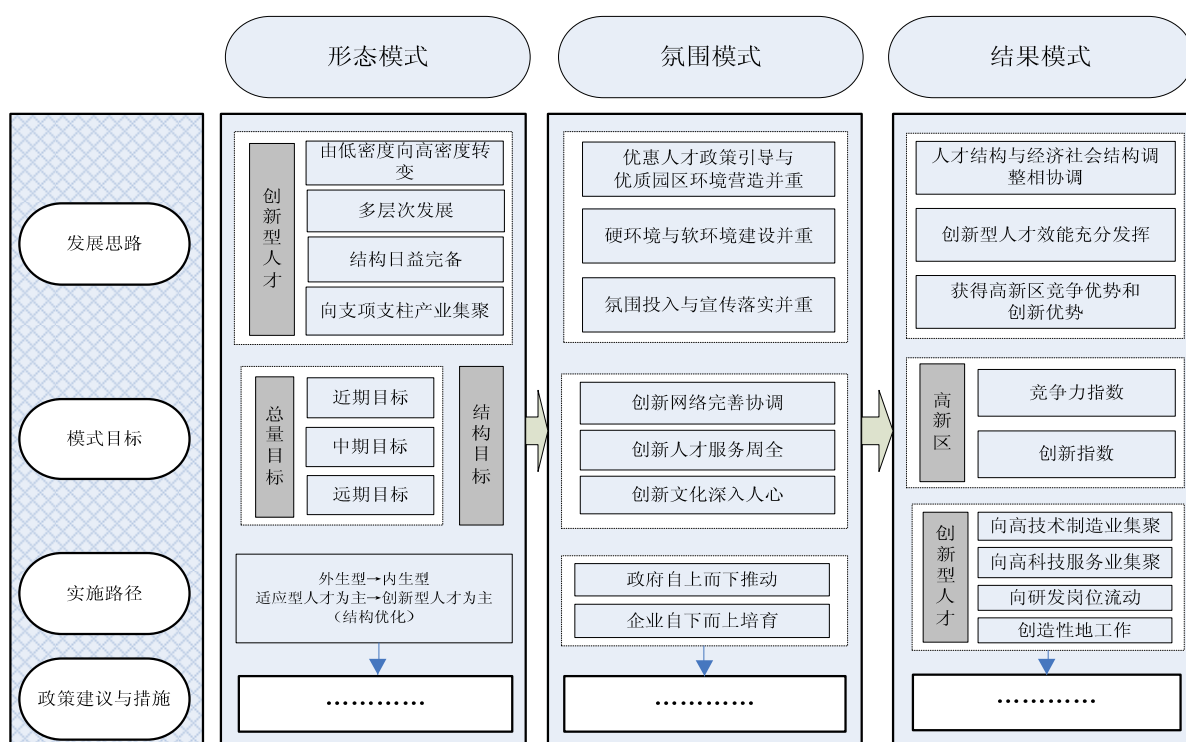 形态模式
氛围模式
结果模式
发展思路
模式目标
实施路径
政策建议与措施
创新型人才
由低密度向高密度转
变
多层次发展
结构日益完备
向支项支柱产业集聚
总量目标
近期目标
中期目标
远期目标
结构目标
外生型→内生型
适应型人才为主→创新型人才为主
（结构优化）
…………
优惠人才政策引导与
优质园区环境营造并重
硬环境与软环境建设并重
氛围投入与宣传落实并重
创新网络完善协调
创新人才服务周全
创新文化深入人心
政府自上而下推动
企业自下而上培育
…………
人才结构与经济社会结构调
整相协调
创新型人才效能充分发挥
获得高新区竞争优势和
创新优势
高新区
竞争力指数
创新指数
创新型人才
向高技术制造业集聚
向高科技服务业集聚
向研发岗位流动
创造性地工作
…………